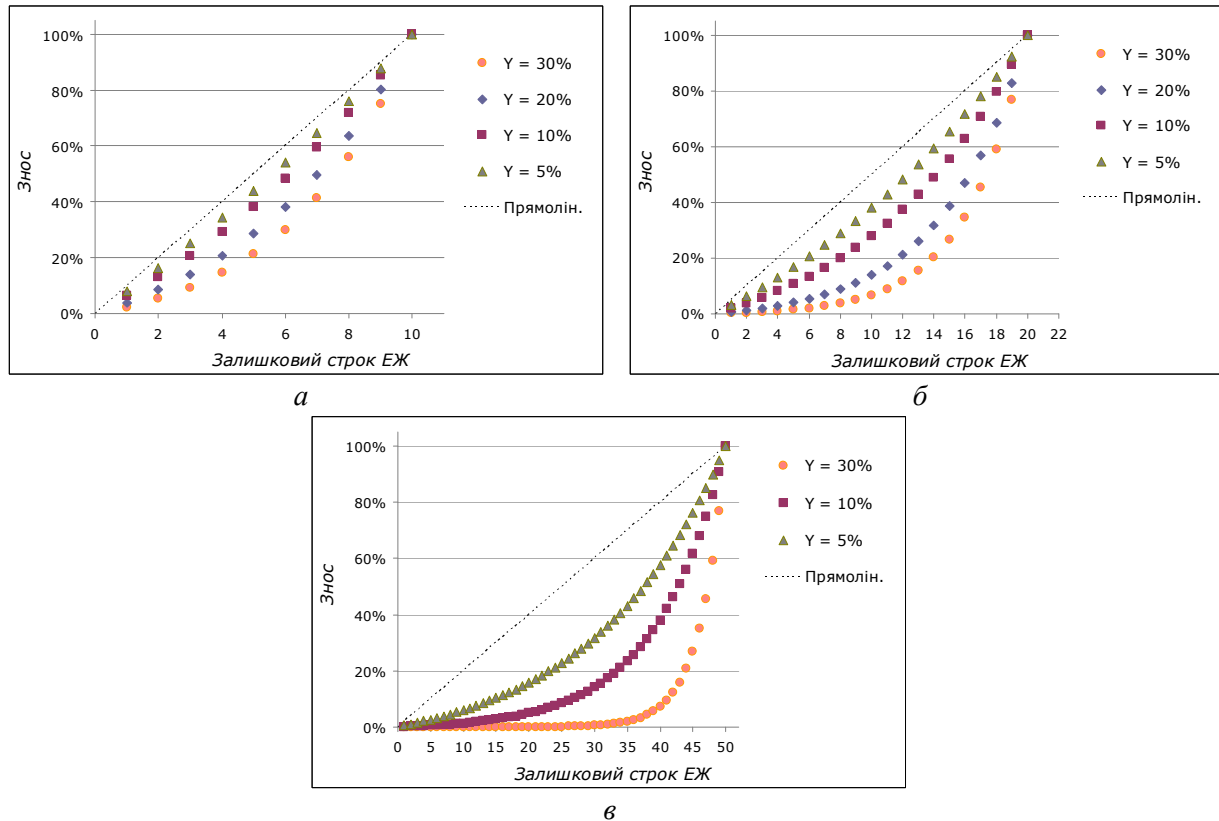 100%
80%
60%
40%
20%
0%
Знос
0 2 4 6 8 10
Залишковий строк ЕЖ
Y = 30%
Y = 20%
Y = 10%
Y = 5%
Прямолін.
а
100%
80%
60%
40%
20%
0%
Знос
0 2 4 6 8 10 12 14 16 18 20 22
Залишковий строк ЕЖ
Y = 30%
Y = 20%
Y = 10%
Y = 5%
Прямолін.
б
100%
80%
60%
40%
20%
0%
Знос
0 5 10 15 20 25 30 35 40 45 50
Залишковий строк ЕЖ
Y = 30%
Y = 10%
Y = 5%
Прямолін.
в